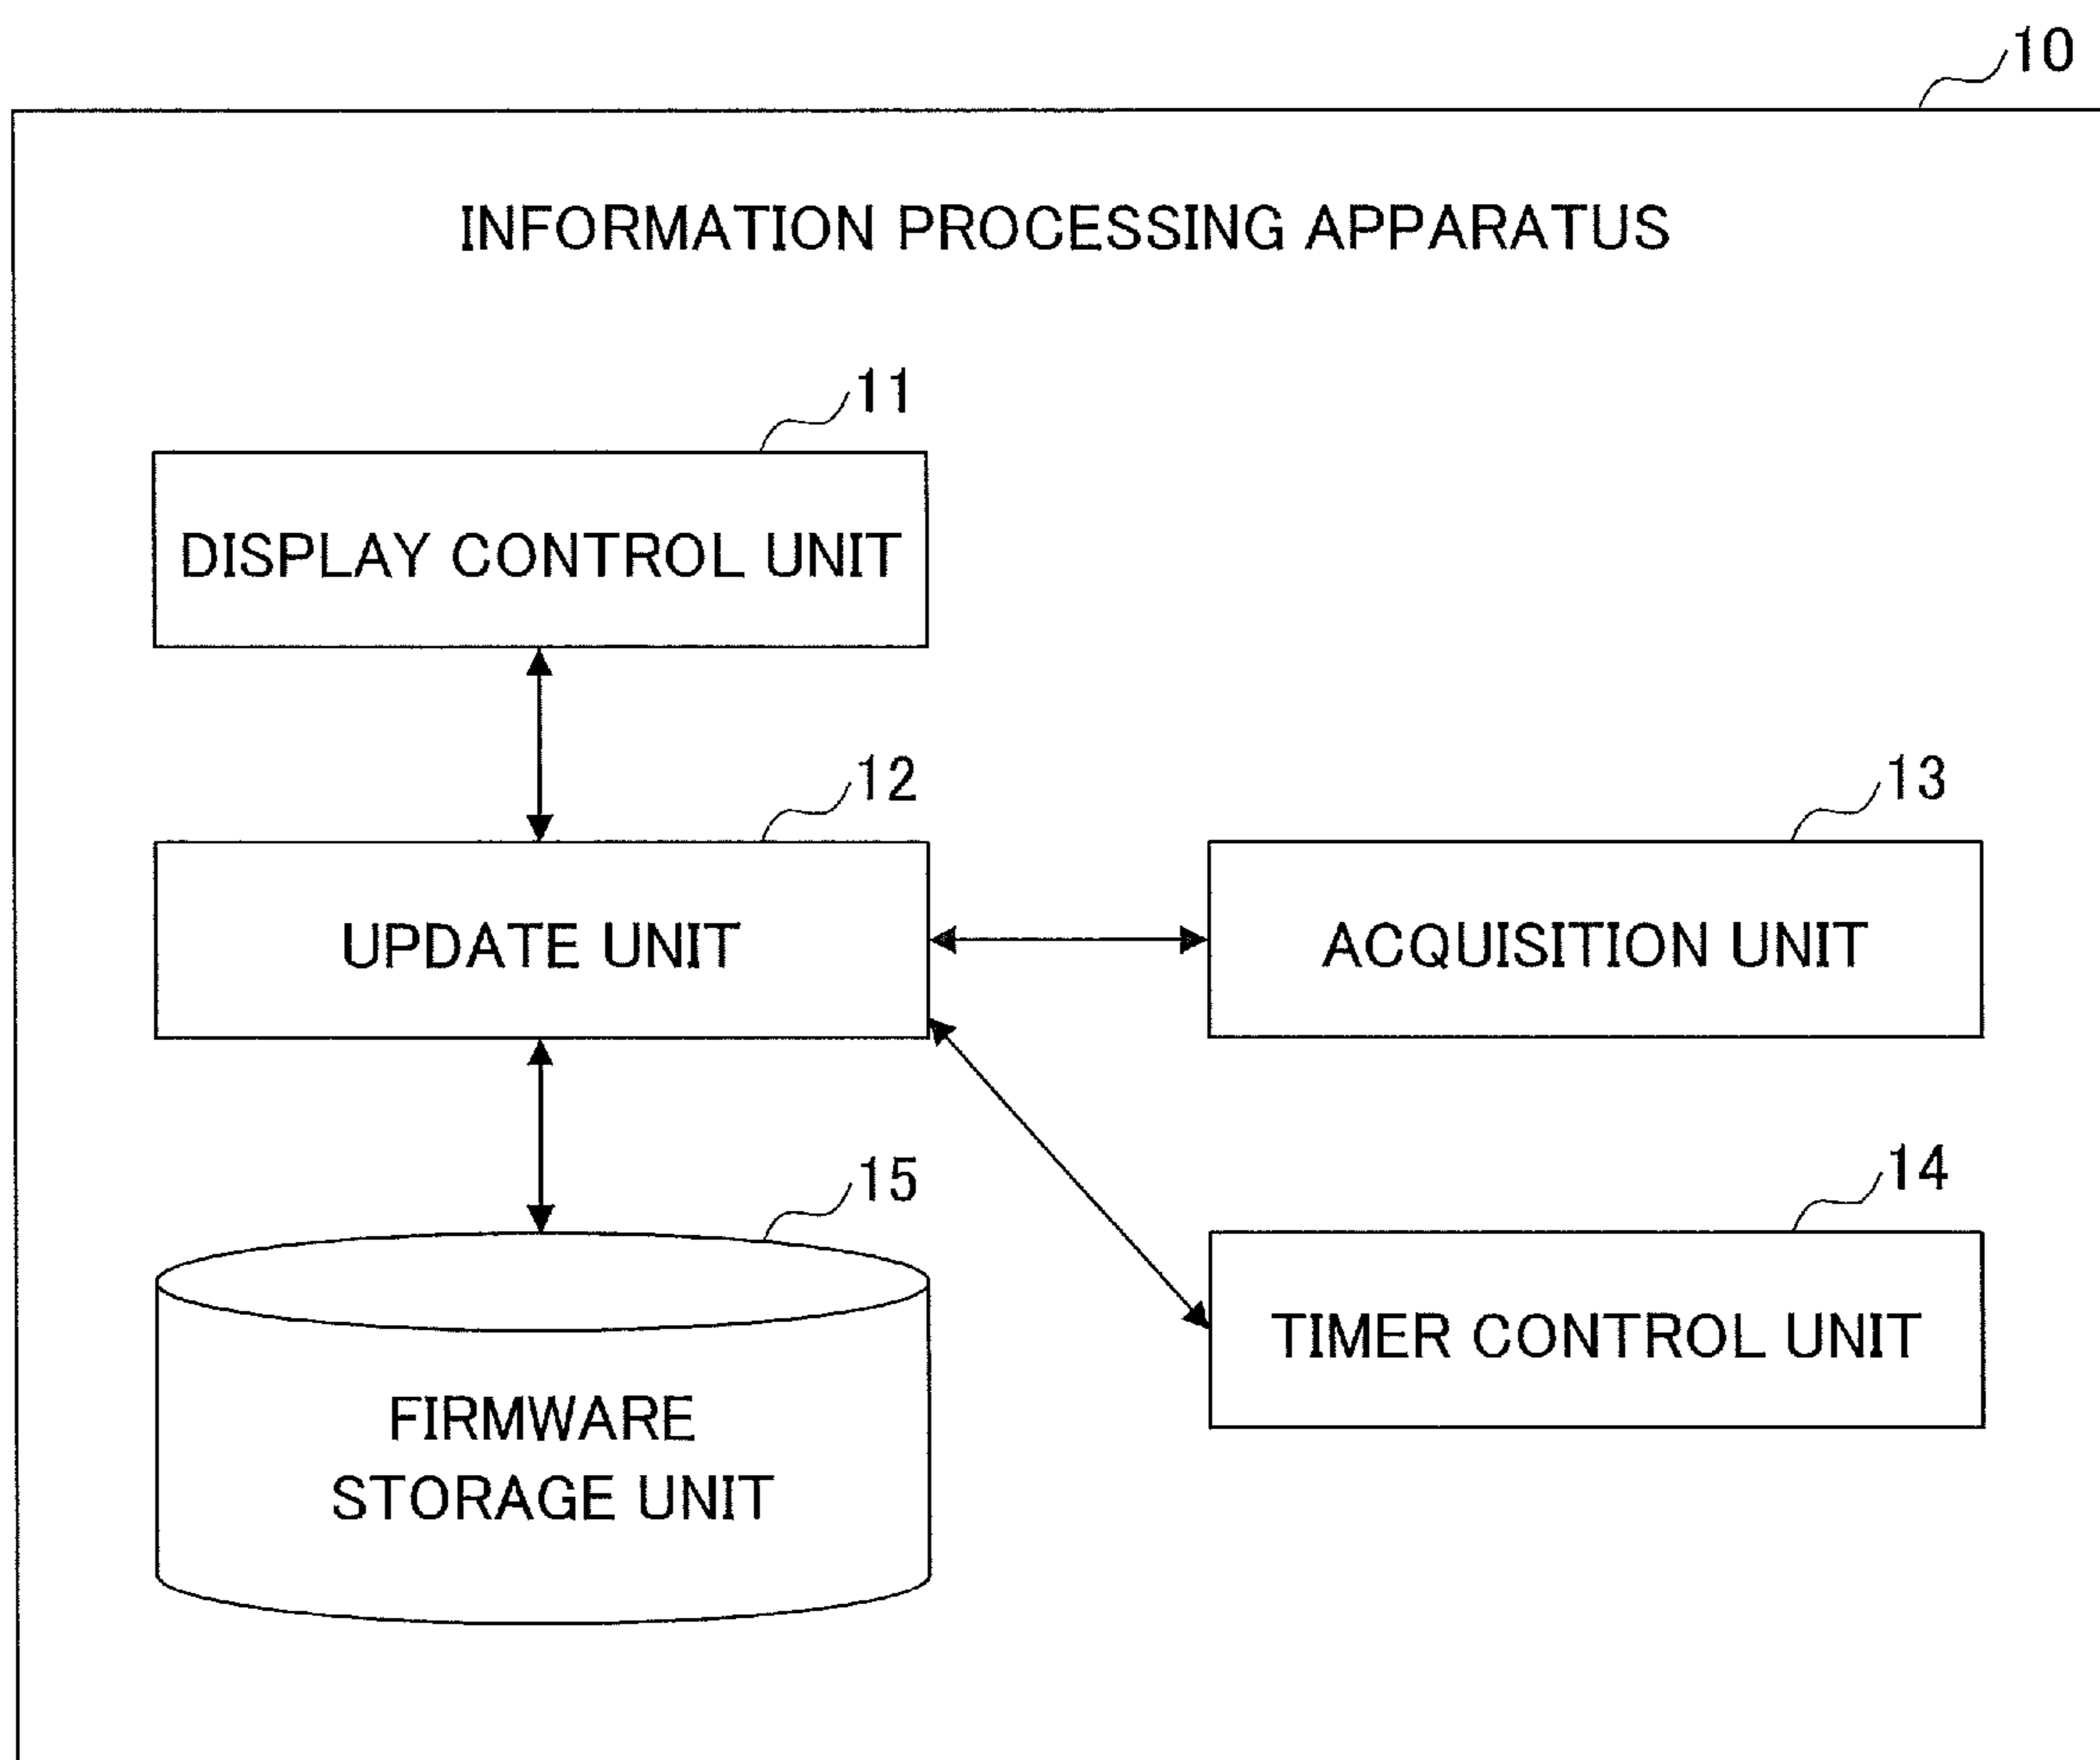 10
INFORMATION PROCESSING APPARATUS
11
DISPLAY CONTROL UNIT
12
UPDATE UNIT
13
ACQUISITION UNIT
14
TIMER CONTROL UNIT
15
FIRMWARE
STORAGE UNIT